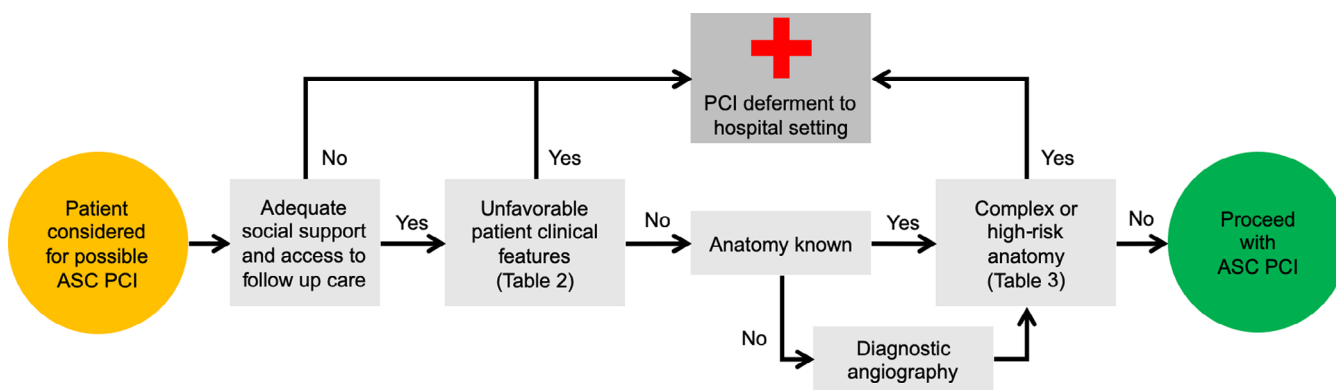 PCI deferment to
hospital setting
No
Yes
Yes
Patient
considered
for possible
ASC PCI
Adequate
social support
and access to
follow up care
Yes
Unfavorable
patient clinical
features
(Table 2)
No
Anatomy known
Yes
Complex or
high-risk
anatomy
(Table 3)
No
Proceed
with
ASC PCI
No
Diagnostic
angiography